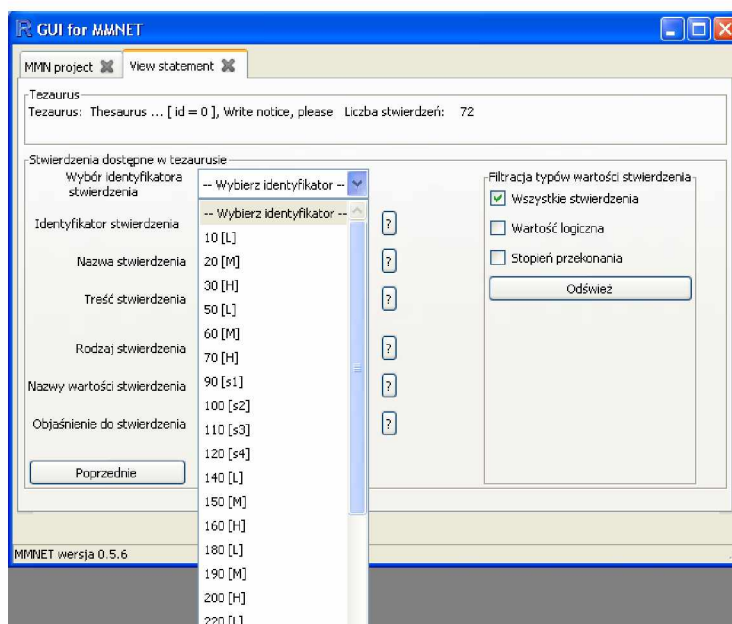 GUI for MMNET
MMN project View statement
Tezaurus
Tezaurus: Thesaurus ... [ id = 0 ], Write notice, please Liczba stwierdzeń: 72
Stwierdzenia dostępne w tezaurusie
Wybór identyfikatora stwierdzenia
-- Wybierz identyfikator --
-- Wybierz identyfikator --
10 [L]
20 [M]
30 [H]
50 [L]
60 [M]
70 [H]
90 [s1]
100 [s2]
110 [s3]
120 [s4]
140 [L]
150 [M]
160 [H]
180 [L]
190 [M]
200 [H]
220 [L]
Identyfikator stwierdzenia ?
Nazwa stwierdzenia ?
Treść stwierdzenia ?
Rodzaj stwierdzenia ?
Nazwy wartości stwierdzenia ?
Objaśnienie do stwierdzenia ?
Poprzednie
Filtracja typów wartości stwierdzenia
Wszystkie stwierdzenia
Wartość logiczna
Stopień przekonania
Odśwież
MMNET wersja 0.5.6